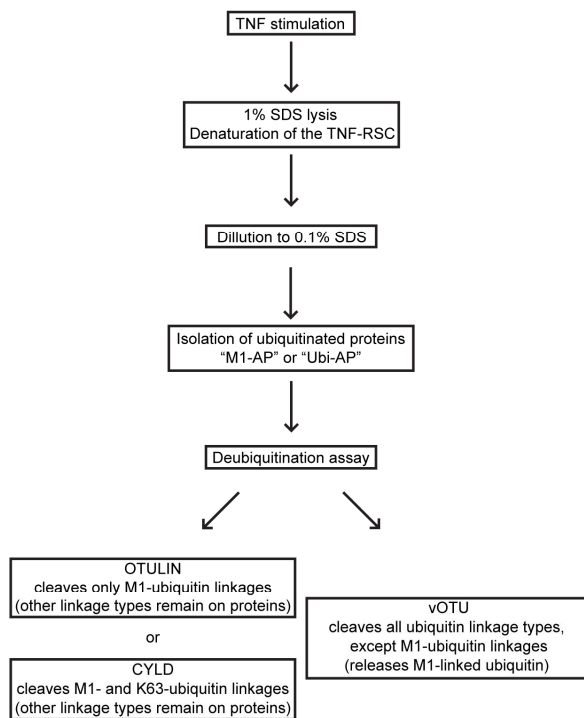 TNF stimulation
1% SDS lysis
Denaturation of the TNF-RSC
Dillution to 0.1% SDS
Isolation of ubiquitinated proteins
“M1-AP” or “Ubi-AP”
Deubiquitination assay
OTULIN
cleaves only M1-ubiquitin linkages
(other linkage types remain on proteins)
or
CYLD
cleaves M1- and K63-ubiquitin linkages
(other linkage types remain on proteins)
vOTU
cleaves all ubiquitin linkage types,
except M1-ubiquitin linkages
(releases M1-linked ubiquitin)